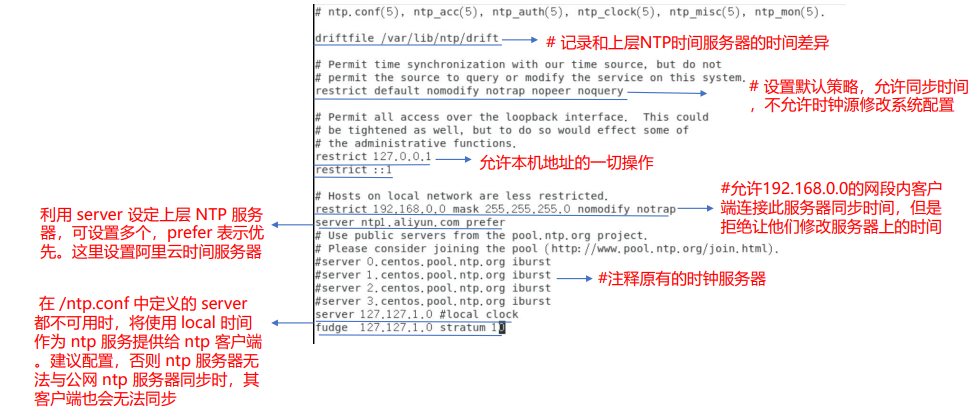 # ntp.conf(5), ntp_acc(5), ntp_auth(5), ntp_clock(5), ntp_misc(5), ntp_mon(5).
driftfile /var/lib/ntp/drift
# 记录和上层NTP时间服务器的时间差异
# Permit time synchronization with our time source, but do not
# permit the source to query or modify the service on this system.
restrict default nomodify notrap nopeer noquery
# 设置默认策略，允许同步时间
，不允许时钟源修改系统配置
# Permit all access over the loopback interface.  This could
# be tightened as well, but to do so would effect some of
# the administrative functions.
restrict 127.0.0.1
允许本机地址的一切操作
restrict ::1
# Hosts on local network are less restricted.
restrict 192.168.0.0 mask 255.255.255.0 nomodify notrap
#允许192.168.0.0的网段内客户
端连接此服务器同步时间，但是
拒绝让他们修改服务器上的时间
server ntp1.aliyun.com prefer
利用 server 设定上层 NTP 服务
器，可设置多个，prefer 表示优
先。这里设置阿里云时间服务器
# Use public servers from the pool.ntp.org project.
# Please consider joining the pool (http://www.pool.ntp.org/join.html).
#server 0.centos.pool.ntp.org iburst
#server 1.centos.pool.ntp.org iburst
#server 2.centos.pool.ntp.org iburst
#server 3.centos.pool.ntp.org iburst
#注释原有的时钟服务器
server 127.127.1.0 #local clock
fudge  127.127.1.0 stratum 10
在 /ntp.conf 中定义的 server
都不可用时，将使用 local 时间
作为 ntp 服务提供给 ntp 客户端
。建议配置，否则 ntp 服务器无
法与公网 ntp 服务器同步时，其
客户端也会无法同步